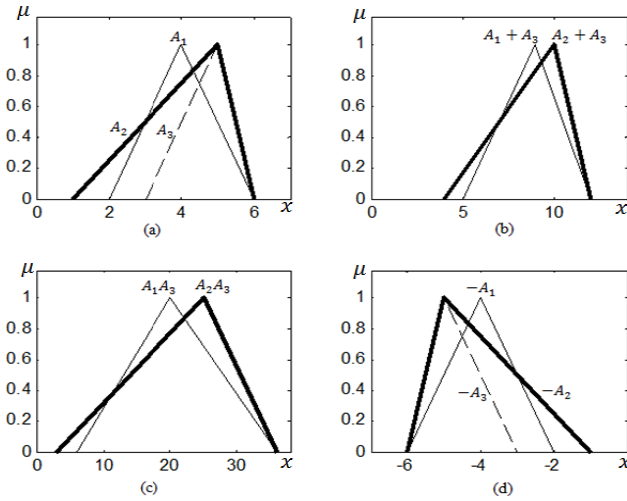 μ
1
0.8
0.6
0.4
0.2
0
A₁
A₂
A₃
0 2 4 6 x
(a)
μ
1
0.8
0.6
0.4
0.2
0
A₁ + A₃ A₂ + A₃
0 5 10 x
(b)
μ
1
0.8
0.6
0.4
0.2
0
A₁A₃ A₂A₃
0 10 20 30 x
(c)
μ
1
0.8
0.6
0.4
0.2
0
−A₁
−A₂
−A₃
-6 -4 -2 x
(d)